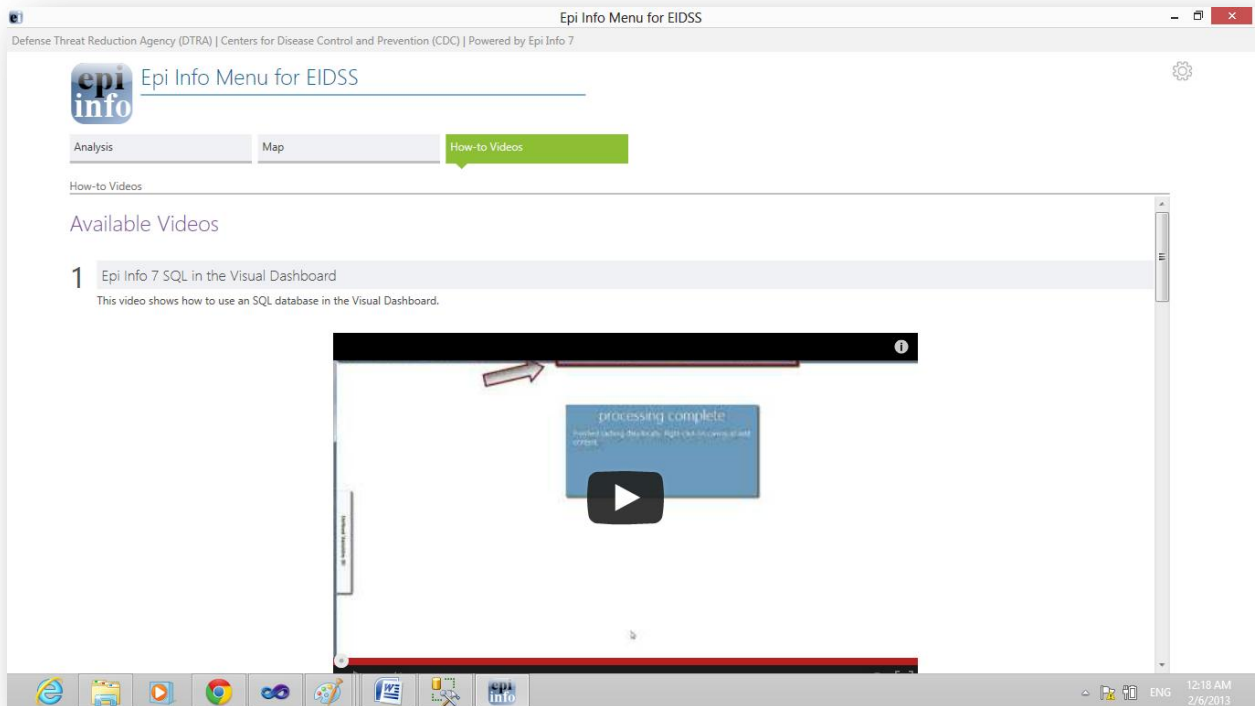 Epi Info Menu for EIDSS
Defense Threat Reduction Agency (DTRA) | Centers for Disease Control and Prevention (CDC) | Powered by Epi Info 7
epi
info
Epi Info Menu for EIDSS
Analysis
Map
How-to Videos
How-to Videos
Available Videos
1 Epi Info 7 SQL in the Visual Dashboard
This video shows how to use an SQL database in the Visual Dashboard.
processing complete
epi
info
ENG
12:18 AM
2/6/2013